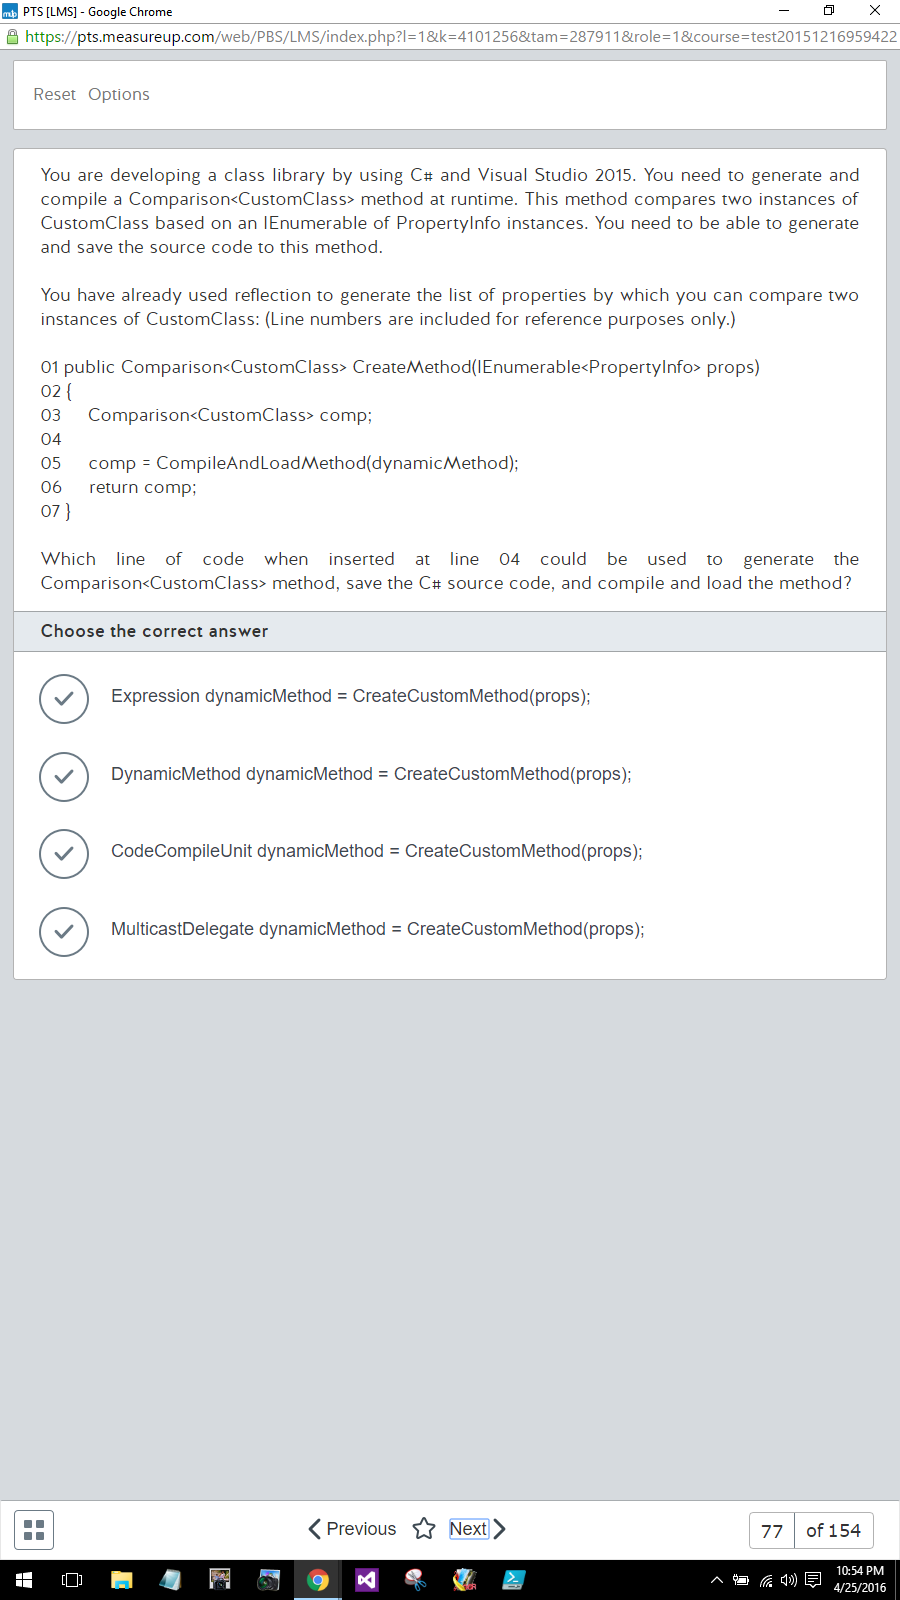 PTS [LMS] - Google Chrome
https://pts.measureup.com/web/PBS/LMS/index.php?l=1&k=4101256&tam=287911&role=1&course=test20151216959422
Reset Options
You are developing a class library by using C# and Visual Studio 2015. You need to generate and
compile a Comparison<CustomClass> method at runtime. This method compares two instances of
CustomClass based on an IEnumerable of PropertyInfo instances. You need to be able to generate
and save the source code to this method.
You have already used reflection to generate the list of properties by which you can compare two
instances of CustomClass: (Line numbers are included for reference purposes only.)
01 public Comparison<CustomClass> CreateMethod(IEnumerable<PropertyInfo> props)
02 {
03 Comparison<CustomClass> comp;
04
05 comp = CompileAndLoadMethod(dynamicMethod);
06 return comp;
07 }
Which line of code when inserted at line 04 could be used to generate the
Comparison<CustomClass> method, save the C# source code, and compile and load the method?
Choose the correct answer
Expression dynamicMethod = CreateCustomMethod(props);
DynamicMethod dynamicMethod = CreateCustomMethod(props);
CodeCompileUnit dynamicMethod = CreateCustomMethod(props);
MulticastDelegate dynamicMethod = CreateCustomMethod(props);
Previous Next
77 of 154
10:54 PM
4/25/2016